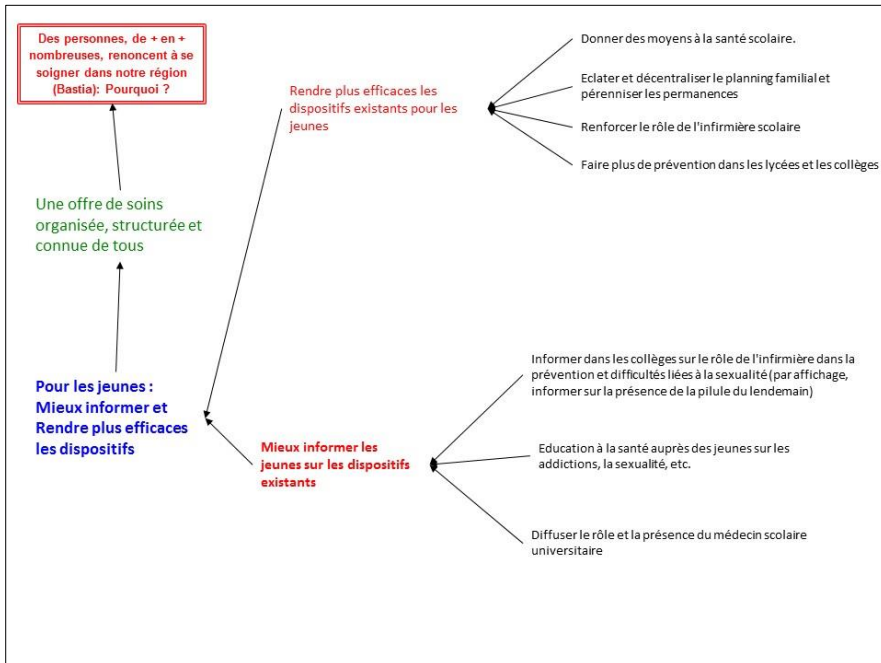 Des personnes, de + en +
nombreuses, renoncent à se
soigner dans notre région
(Bastia): Pourquoi ?
Une offre de soins
organisée, structurée et
connue de tous
Pour les jeunes :
Mieux informer et
Rendre plus efficaces
les dispositifs
Rendre plus efficaces les
dispositifs existants pour les
jeunes
Donner des moyens à la santé scolaire.
Eclater et décentraliser le planning familial et
pérenniser les permanences
Renforcer le rôle de l'infirmière scolaire
Faire plus de prévention dans les lycées et les collèges
Mieux informer les
jeunes sur les dispositifs
existants
Informer dans les collèges sur le rôle de l'infirmière dans la
prévention et difficultés liées à la sexualité (par affichage,
informer sur la présence de la pilule du lendemain)
Education à la santé auprès des jeunes sur les
addictions, la sexualité, etc.
Diffuser le rôle et la présence du médecin scolaire
universitaire